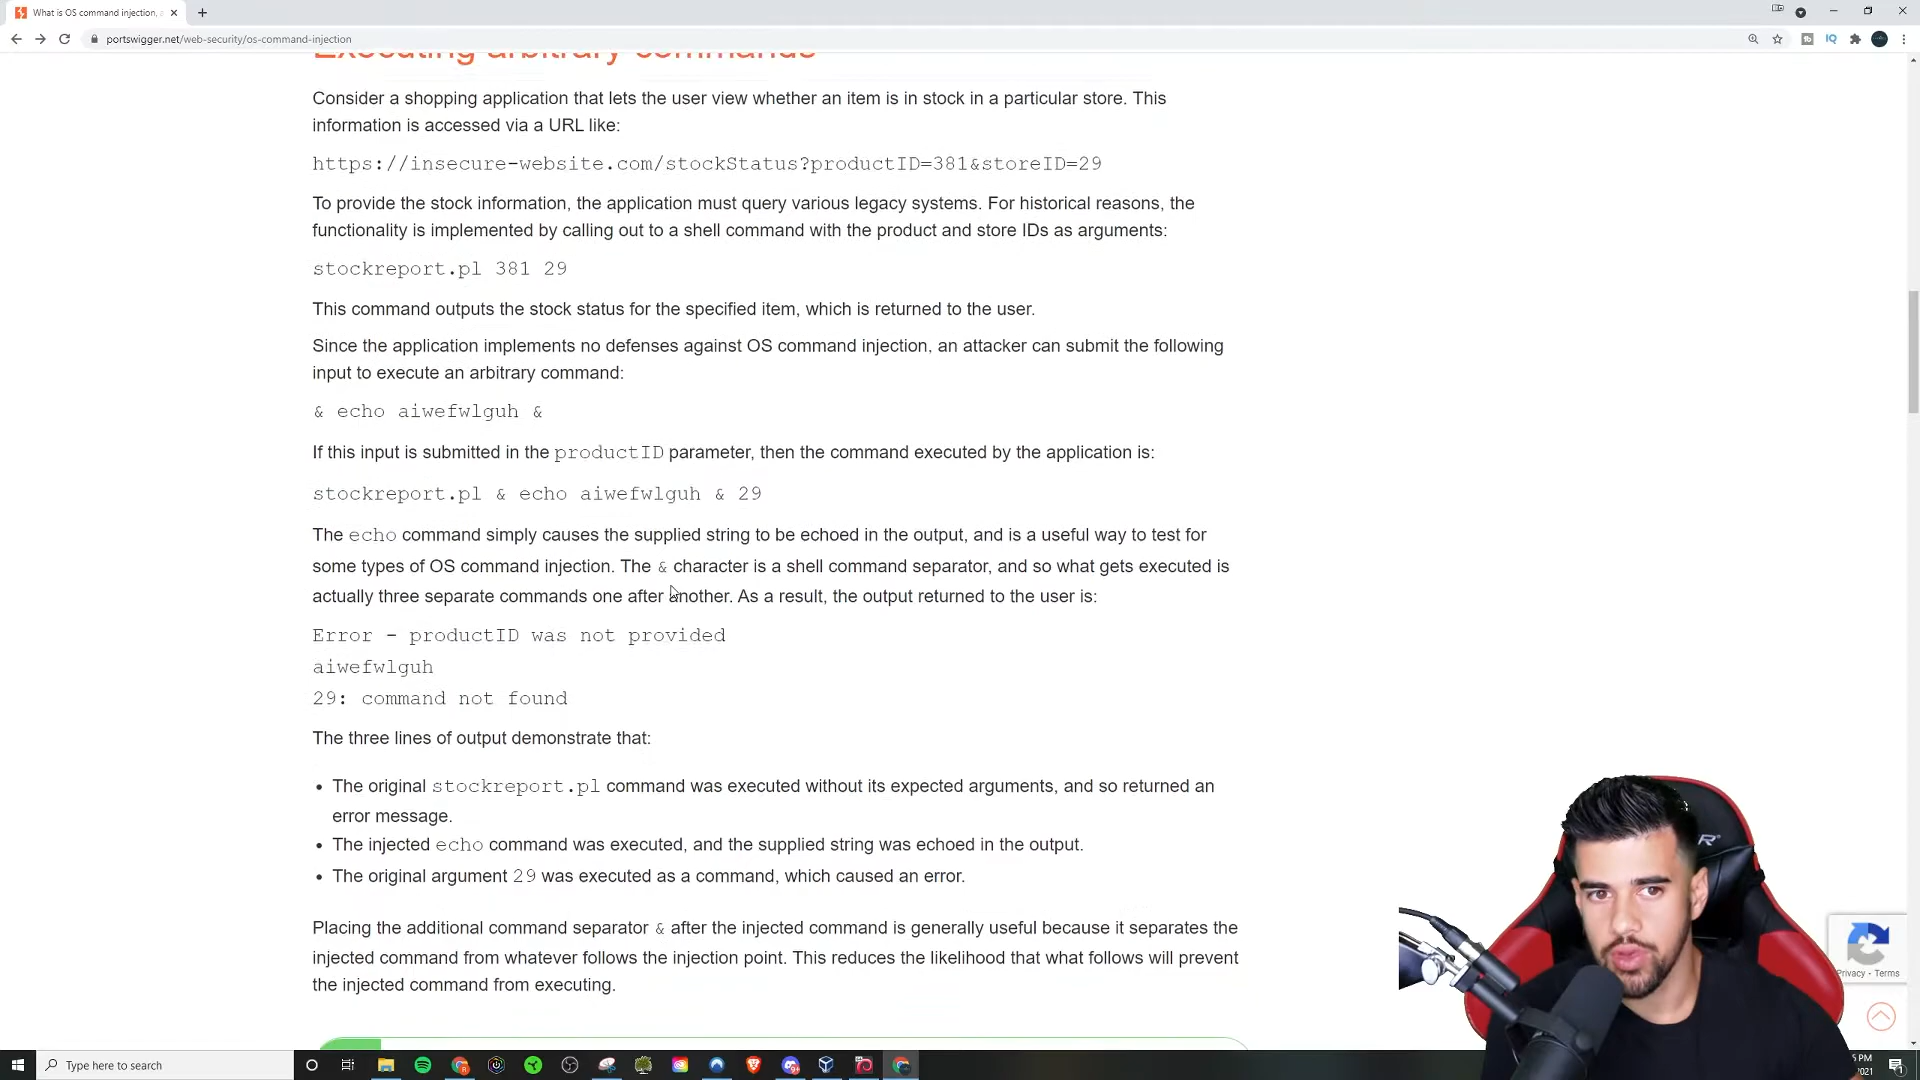 What is OS command injection,
portswigger.net/web-security/os-command-injection
Executing arbitrary commands
Consider a shopping application that lets the user view whether an item is in stock in a particular store. This
information is accessed via a URL like:
https://insecure-website.com/stockStatus?productID=381&storeID=29
To provide the stock information, the application must query various legacy systems. For historical reasons, the
functionality is implemented by calling out to a shell command with the product and store IDs as arguments:
stockreport.pl 381 29
This command outputs the stock status for the specified item, which is returned to the user.
Since the application implements no defenses against OS command injection, an attacker can submit the following
input to execute an arbitrary command:
& echo aiwefwlguh &
If this input is submitted in the productID parameter, then the command executed by the application is:
stockreport.pl & echo aiwefwlguh & 29
The echo command simply causes the supplied string to be echoed in the output, and is a useful way to test for
some types of OS command injection. The & character is a shell command separator, and so what gets executed is
actually three separate commands one after another. As a result, the output returned to the user is:
Error - productID was not provided
aiwefwlguh
29: command not found
The three lines of output demonstrate that:
• The original stockreport.pl command was executed without its expected arguments, and so returned an
error message.
• The injected echo command was executed, and the supplied string was echoed in the output.
• The original argument 29 was executed as a command, which caused an error.
Placing the additional command separator & after the injected command is generally useful because it separates the
injected command from whatever follows the injection point. This reduces the likelihood that what follows will prevent
the injected command from executing.
Privacy - Terms
Type here to search
PM
2021